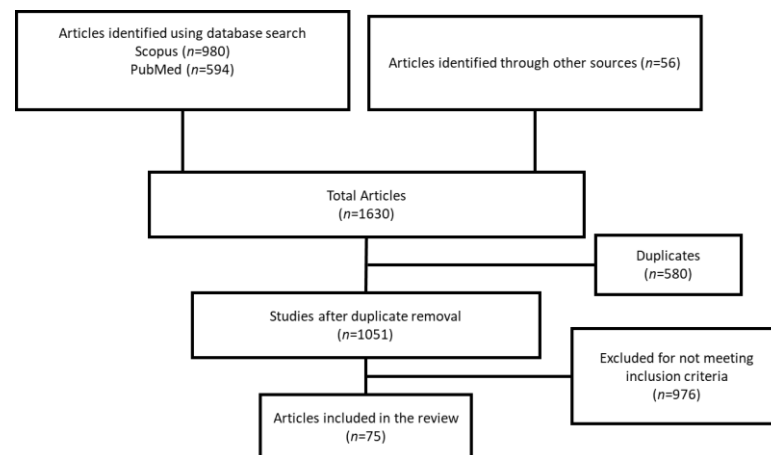 Articles identified using database search
Scopus (n=980)
PubMed (n=594)
Articles identified through other sources (n=56)
Total Articles
(n=1630)
Duplicates
(n=580)
Studies after duplicate removal
(n=1051)
Excluded for not meeting
inclusion criteria
(n=976)
Articles included in the review
(n=75)